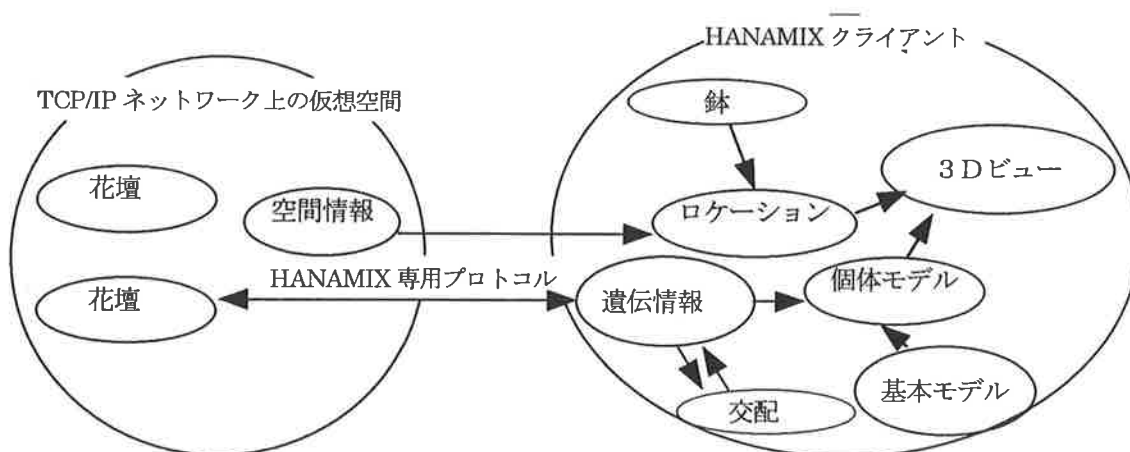 HANAMIX クライアント
TCP/IP ネットワーク上の仮想空間
鉢
花壇
空間情報
ロケーション
3Dビュー
HANAMIX 専用プロトコル
花壇
遺伝情報
個体モデル
交配
基本モデル